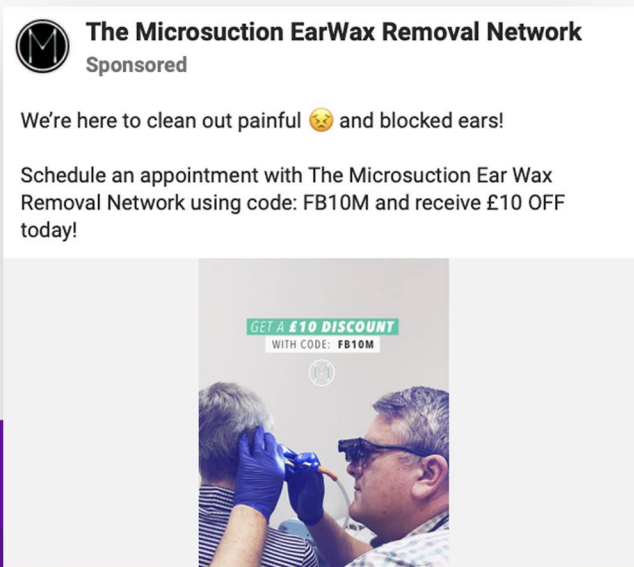 The Microsuction EarWax Removal Network
Sponsored
We're here to clean out painful 😣 and blocked ears!
Schedule an appointment with The Microsuction Ear Wax
Removal Network using code: FB10M and receive £10 OFF
today!
GET A £10 DISCOUNT
WITH CODE: FB10M